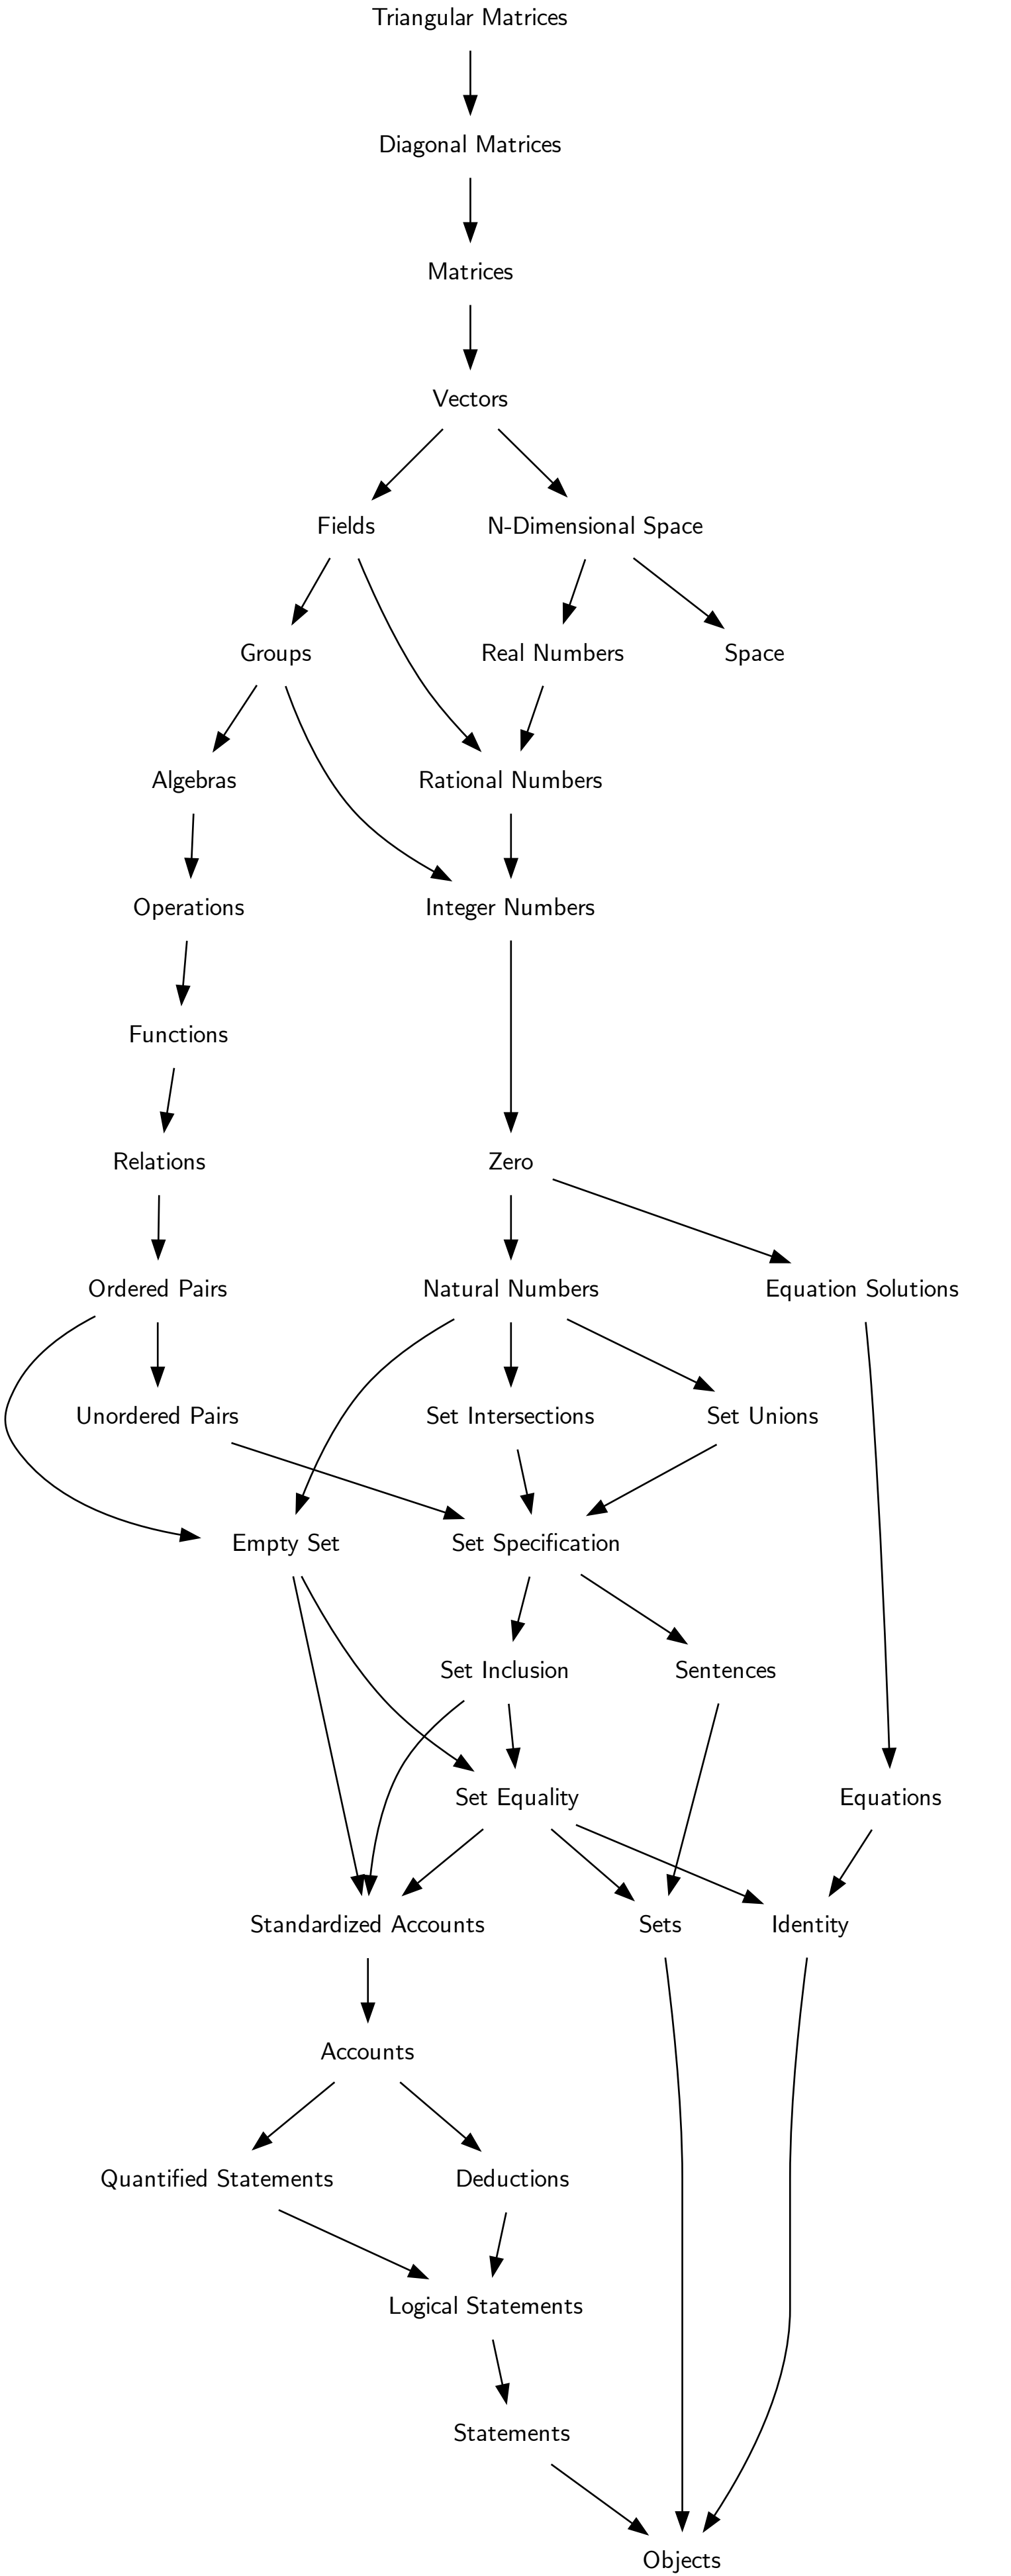 Triangular Matrices
Diagonal Matrices
Matrices
Vectors
Fields
N-Dimensional Space
Groups
Real Numbers
Space
Algebras
Rational Numbers
Operations
Integer Numbers
Functions
Relations
Zero
Ordered Pairs
Natural Numbers
Equation Solutions
Unordered Pairs
Set Intersections
Set Unions
Empty Set
Set Specification
Set Inclusion
Sentences
Set Equality
Equations
Standardized Accounts
Sets
Identity
Accounts
Quantified Statements
Deductions
Logical Statements
Statements
Objects